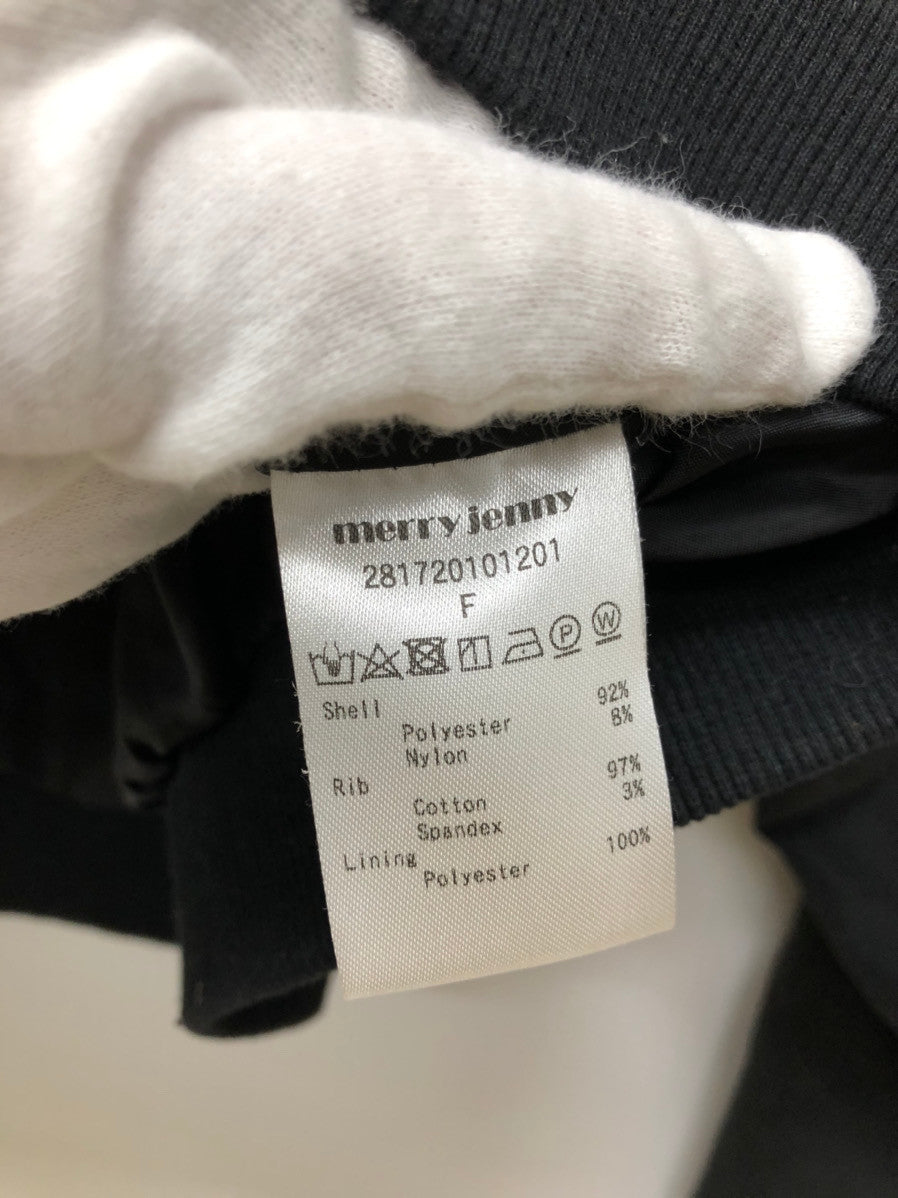 merry jenny
281720101201
F
P W
Shell
Polyester 92%
Nylon 8%
Rib
Cotton 97%
Spandex 3%
Lining
Polyester 100%